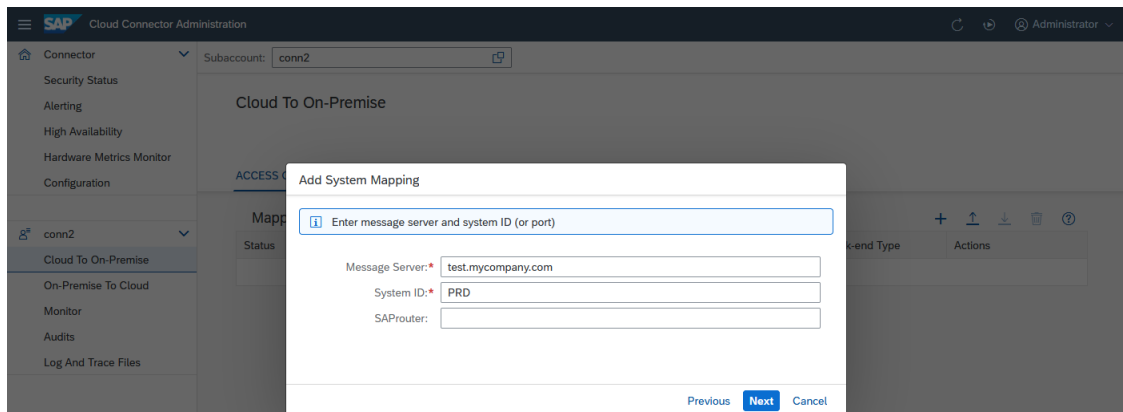 SAP Cloud Connector Administration
Administrator
Connector
Subaccount: conn2
Security Status
Alerting
Cloud To On-Premise
High Availability
Hardware Metrics Monitor
Configuration
ACCESS
Add System Mapping
Enter message server and system ID (or port)
Status
k-end Type
Actions
conn2
Cloud To On-Premise
On-Premise To Cloud
Monitor
Audits
Log And Trace Files
Message Server:* test.mycompany.com
System ID:* PRD
SAProuter:
Previous Next Cancel